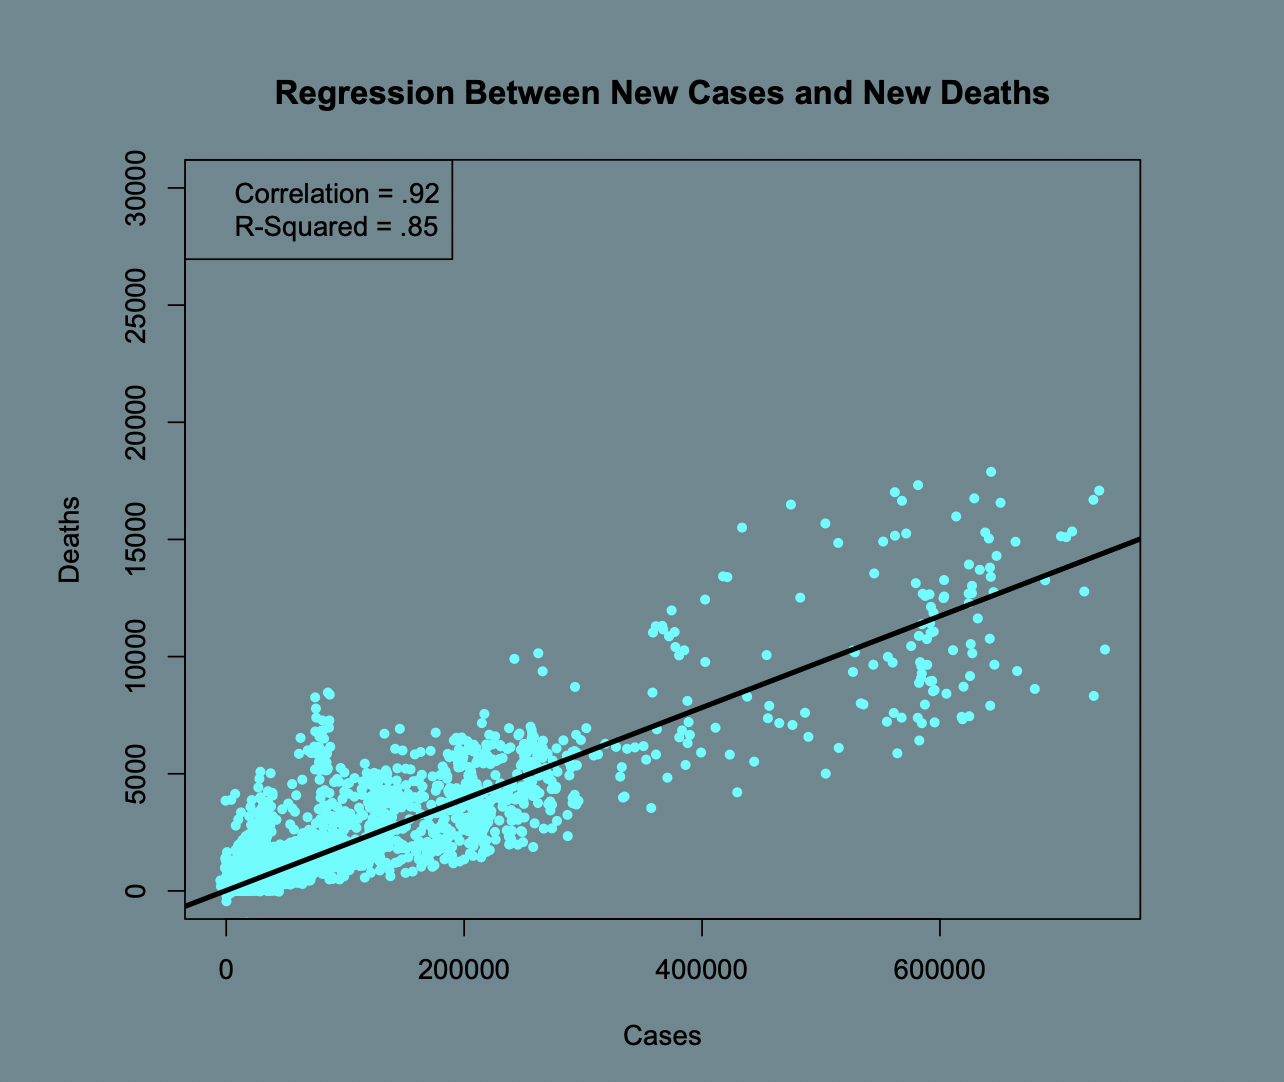 Regression Between New Cases and New Deaths
Correlation = .92
R-Squared = .85
30000
25000
20000
15000
10000
5000
0
Deaths
0 200000 400000 600000
Cases